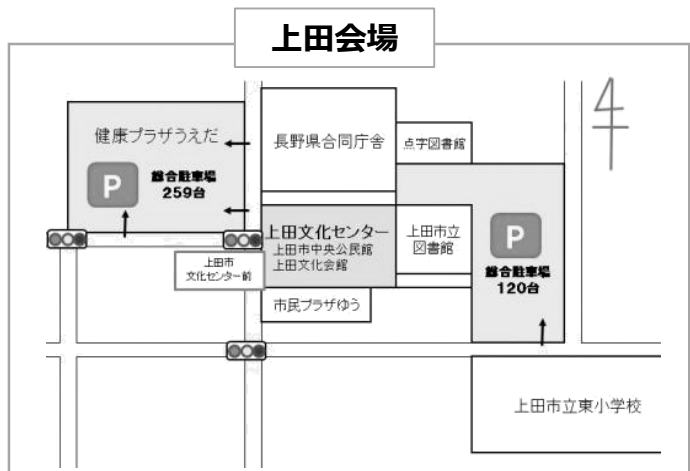 上田会場
健康プラザうえだ
P
総合駐車場
259台
長野県合同庁舎
点字図書館
上田文化センター
上田市中央公民館
上田文化会館
上田市立
図書館
P
総合駐車場
120台
上田市
文化センター前
市民プラザゆう
上田市立東小学校